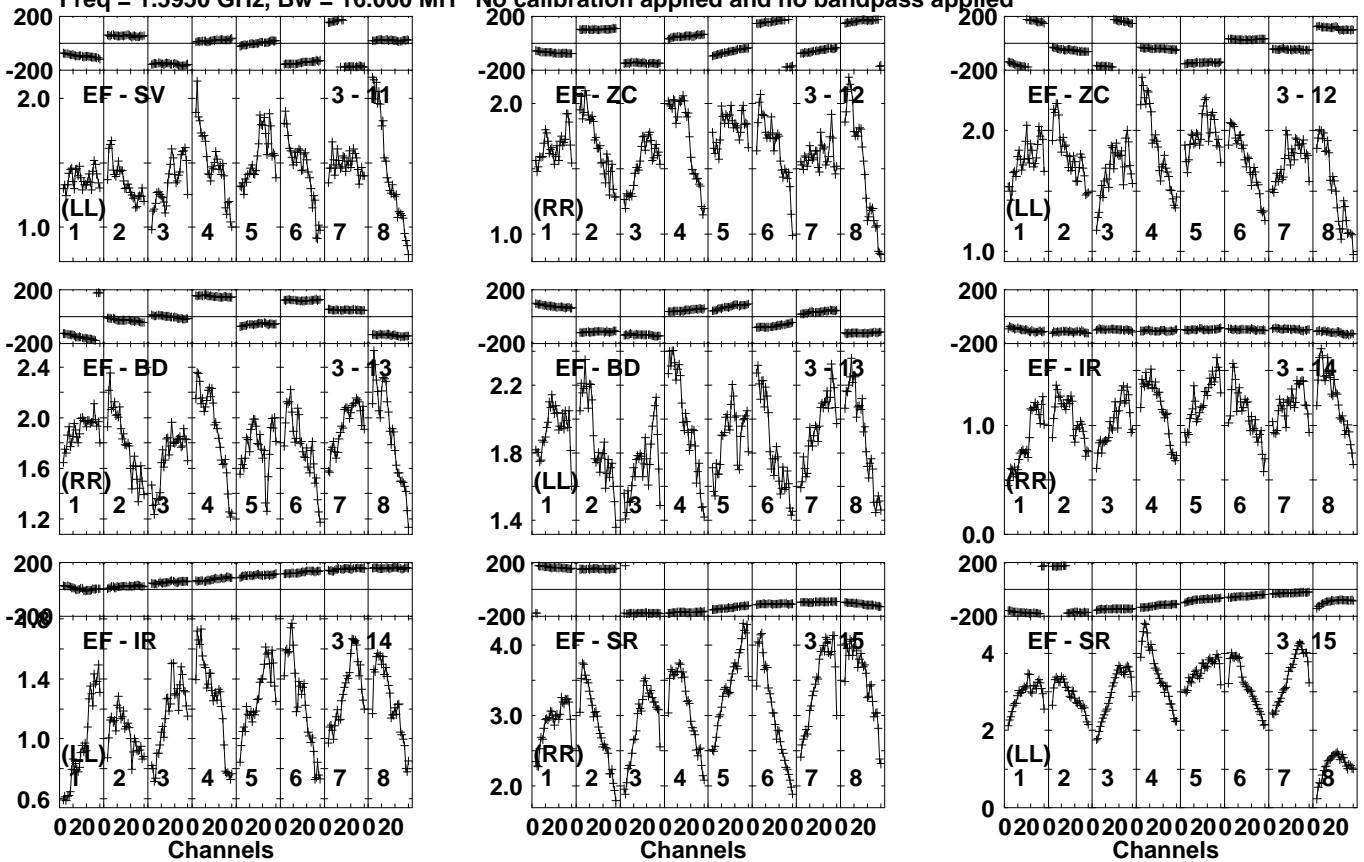 Freq = 1.5950 GHz, Bw = 16.000 MH No calibration applied and no bandpass applied
200 200 200
-200 -200 -200
EF - SV 3 - 11 EF - ZC 3 - 12 EF - ZC 3 - 12
2.0 2.0 2.0
(LL) (RR) (LL)
1 2 3 4 5 6 7 8 1 2 3 4 5 6 7 8 1 2 3 4 5 6 7 8
1.0 1.0 1.0
200 200 200
-200 -200 -200
EF - BD 3 - 13 EF - BD 3 - 13 EF - IR 3 - 14
2.4 2.2
2.0 1.0
1.6 1.8
(RR) (LL) (RR)
1 2 3 4 5 6 7 8 1 2 3 4 5 6 7 8 1 2 3 4 5 6 7 8
1.2 1.4 0.0
200 200 200
-200 -200 -200
EF - IR 3 - 14 EF - SR 3 - 15 EF - SR 3 - 15
1.4 4.0 4
1.0 3.0 2
(LL) (RR) (LL)
1 2 3 4 5 6 7 8 1 2 3 4 5 6 7 8 1 2 3 4 5 6 7 8
0.6 2.0 0
0 20 0 20 0 20 0 20 0 20 0 20 0 20 0 20 0 20 0 20 0 20 0 20 0 20 0 20 0 20 0 20 0 20 0 20 0 20 0 20 0 20 0 20 0 20 0 20
Channels Channels Channels